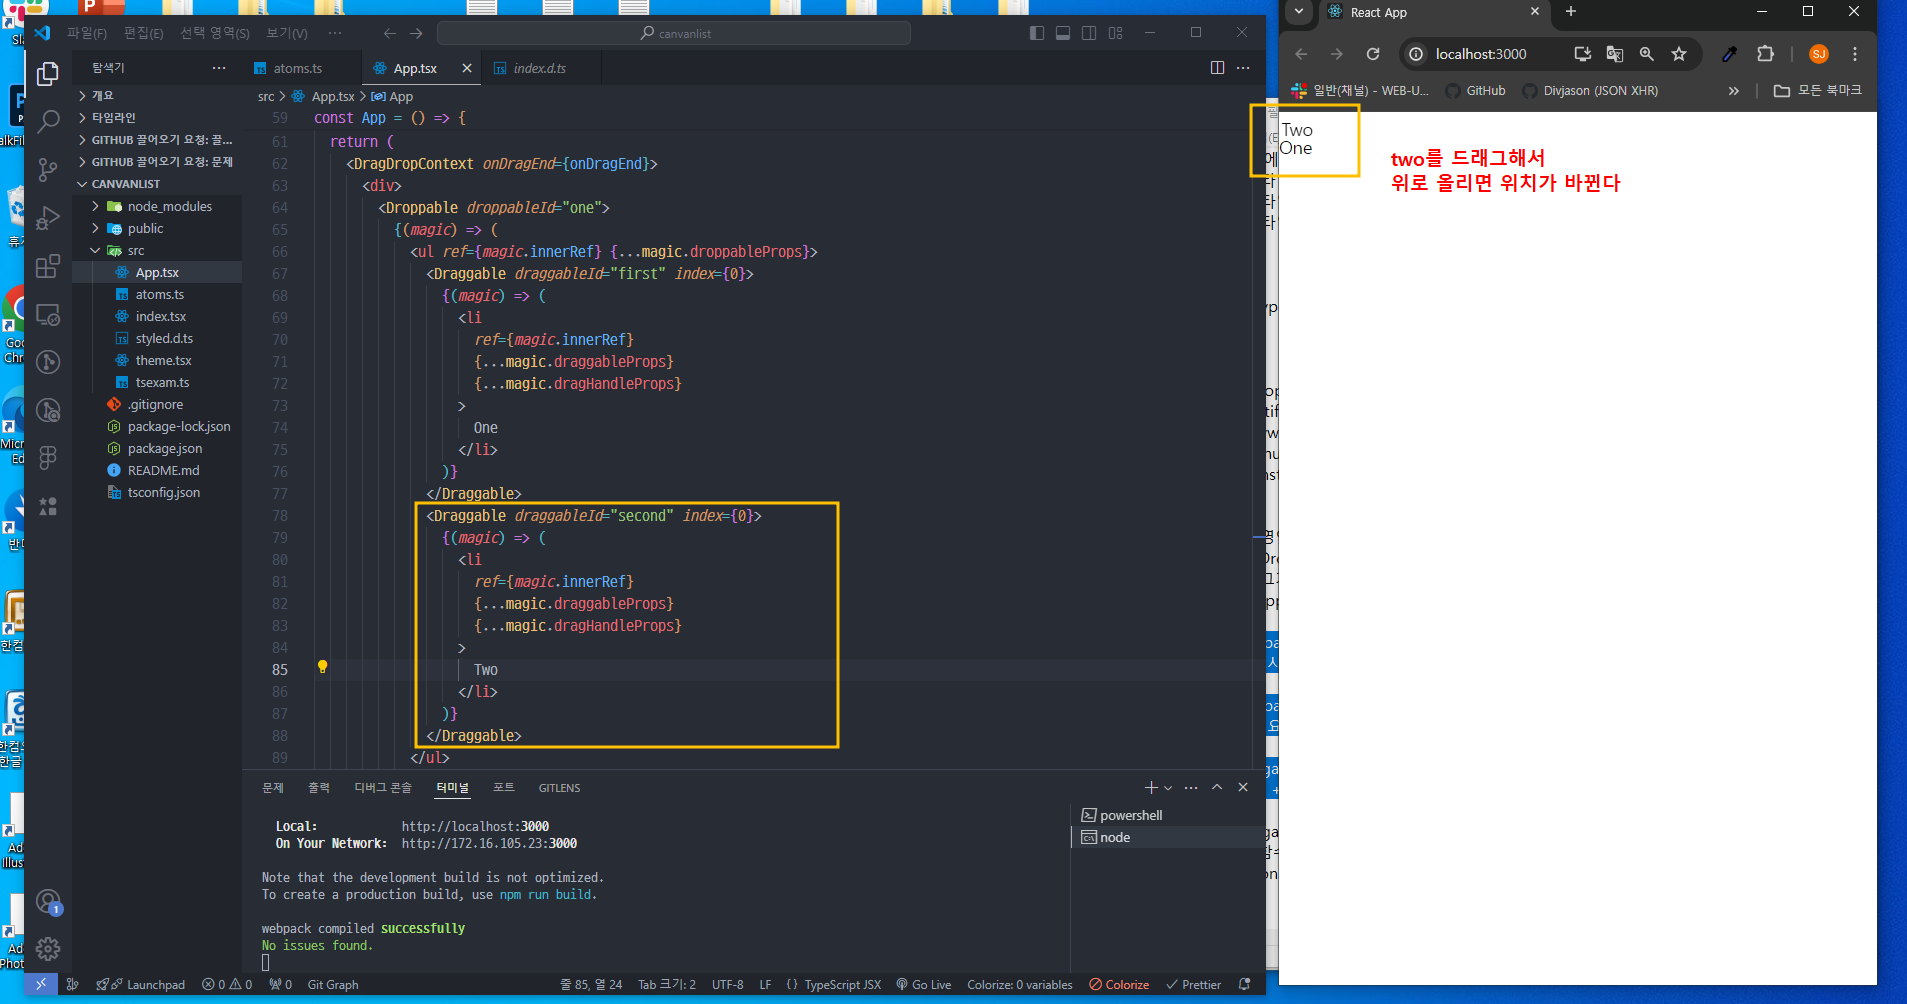 파일(F) 편집(E) 선택 영역(S) 보기(V) ··· canvanlist
탐색기 ···
atoms.ts App.tsx index.d.ts
src > App.tsx > App
개요
타임라인
GITHUB 끌어오기 요청: 끌...
GITHUB 끌어오기 요청: 문제
CANVANLIST
node_modules
public
src
App.tsx
atoms.ts
index.tsx
styled.d.ts
theme.tsx
tsexam.ts
.gitignore
package-lock.json
package.json
README.md
tsconfig.json
59 const App = () => {
61 return (
62 <DragDropContext onDragEnd={onDragEnd}>
63 <div>
64 <Droppable droppableId="one">
65 {(magic) => (
66 <ul ref={magic.innerRef} {...magic.droppableProps}>
67 <Draggable draggableId="first" index={0}>
68 {(magic) => (
69 <li
70 ref={magic.innerRef}
71 {...magic.draggableProps}
72 {...magic.dragHandleProps}
73 >
74 One
75 </li>
76 )}
77 </Draggable>
78 <Draggable draggableId="second" index={0}>
79 {(magic) => (
80 <li
81 ref={magic.innerRef}
82 {...magic.draggableProps}
83 {...magic.dragHandleProps}
84 >
85 Two
86 </li>
87 )}
88 </Draggable>
89 </ul>
문제 출력 디버그 콘솔 터미널 포트 GITLENS
Local: http://localhost:3000
On Your Network: http://172.16.105.23:3000
Note that the development build is not optimized.
To create a production build, use npm run build.
webpack compiled successfully
No issues found.
powershell
node
Launchpad 0 0 0 Git Graph 줄 85, 열 24 Tab 크기: 2 UTF-8 LF { } TypeScript JSX Go Live Colorize: 0 variables Colorize Prettier
1
React App
localhost:3000
SJ
일반(채널) - WEB-U... GitHub Divjason (JSON XHR) » 모든 북마크
Two
One
two를 드래그해서
위로 올리면 위치가 바뀐다